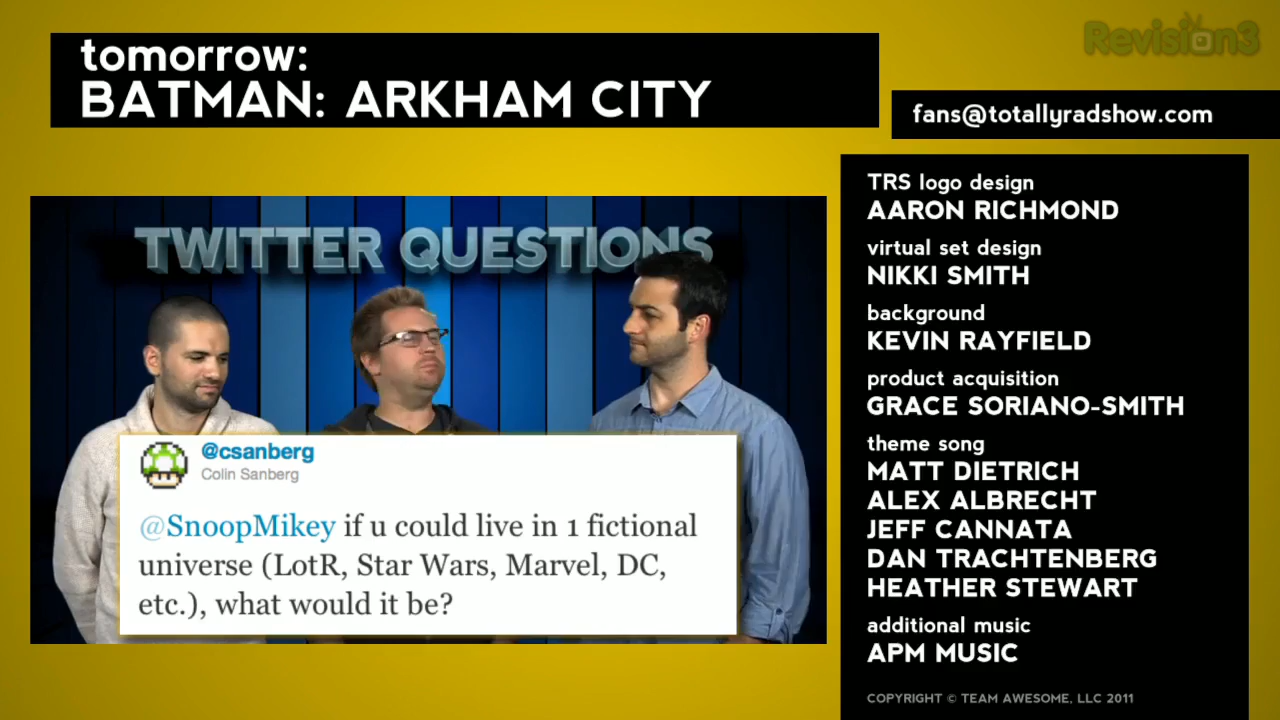 tomorrow:
BATMAN: ARKHAM CITY
Revision3
fans@totallyradshow.com
TWITTER QUESTIONS
@csanberg
Colin Sanberg
@SnoopMikey if u could live in 1 fictional
universe (LotR, Star Wars, Marvel, DC,
etc.), what would it be?
TRS logo design
AARON RICHMOND
virtual set design
NIKKI SMITH
background
KEVIN RAYFIELD
product acquisition
GRACE SORIANO-SMITH
theme song
MATT DIETRICH
ALEX ALBRECHT
JEFF CANNATA
DAN TRACHTENBERG
HEATHER STEWART
additional music
APM MUSIC
COPYRIGHT © TEAM AWESOME, LLC 2011